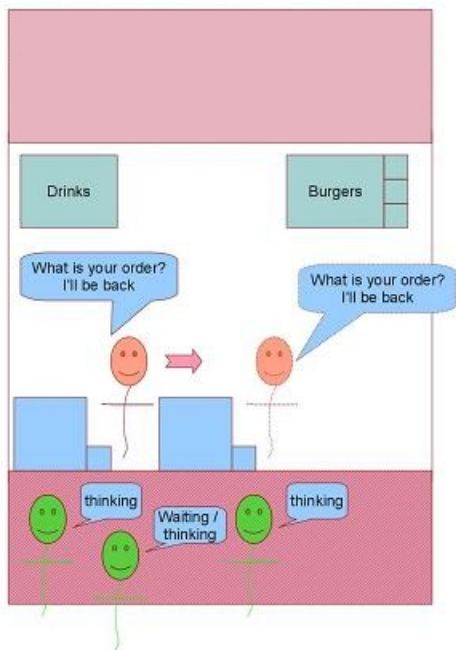 Drinks
Burgers
What is your order?
I'll be back
What is your order?
I'll be back
thinking
Waiting /
thinking
thinking